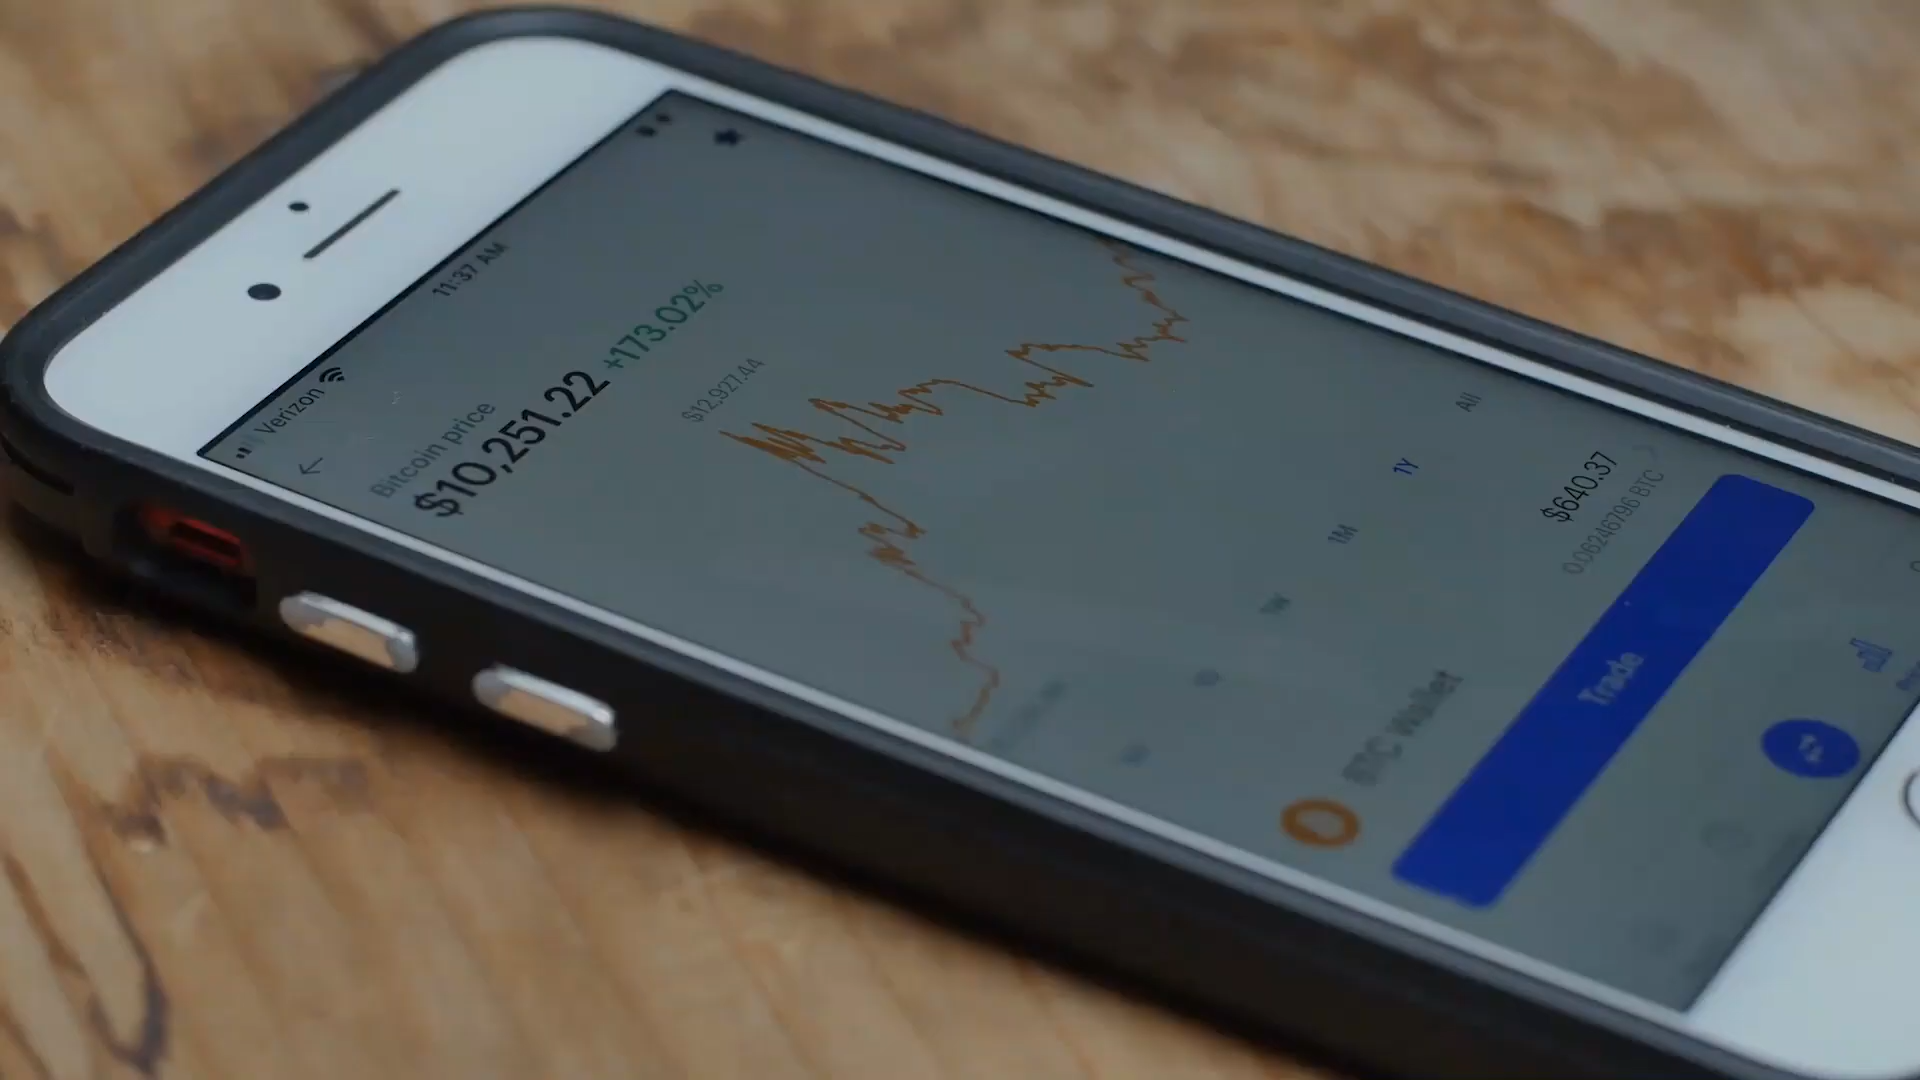 Verizon 11:37 AM
Bitcoin price
$10,251.22 +173.02%
$12,927.44
1M 1Y All
BTC Wallet
$640.37
0.06246796 BTC
Trade